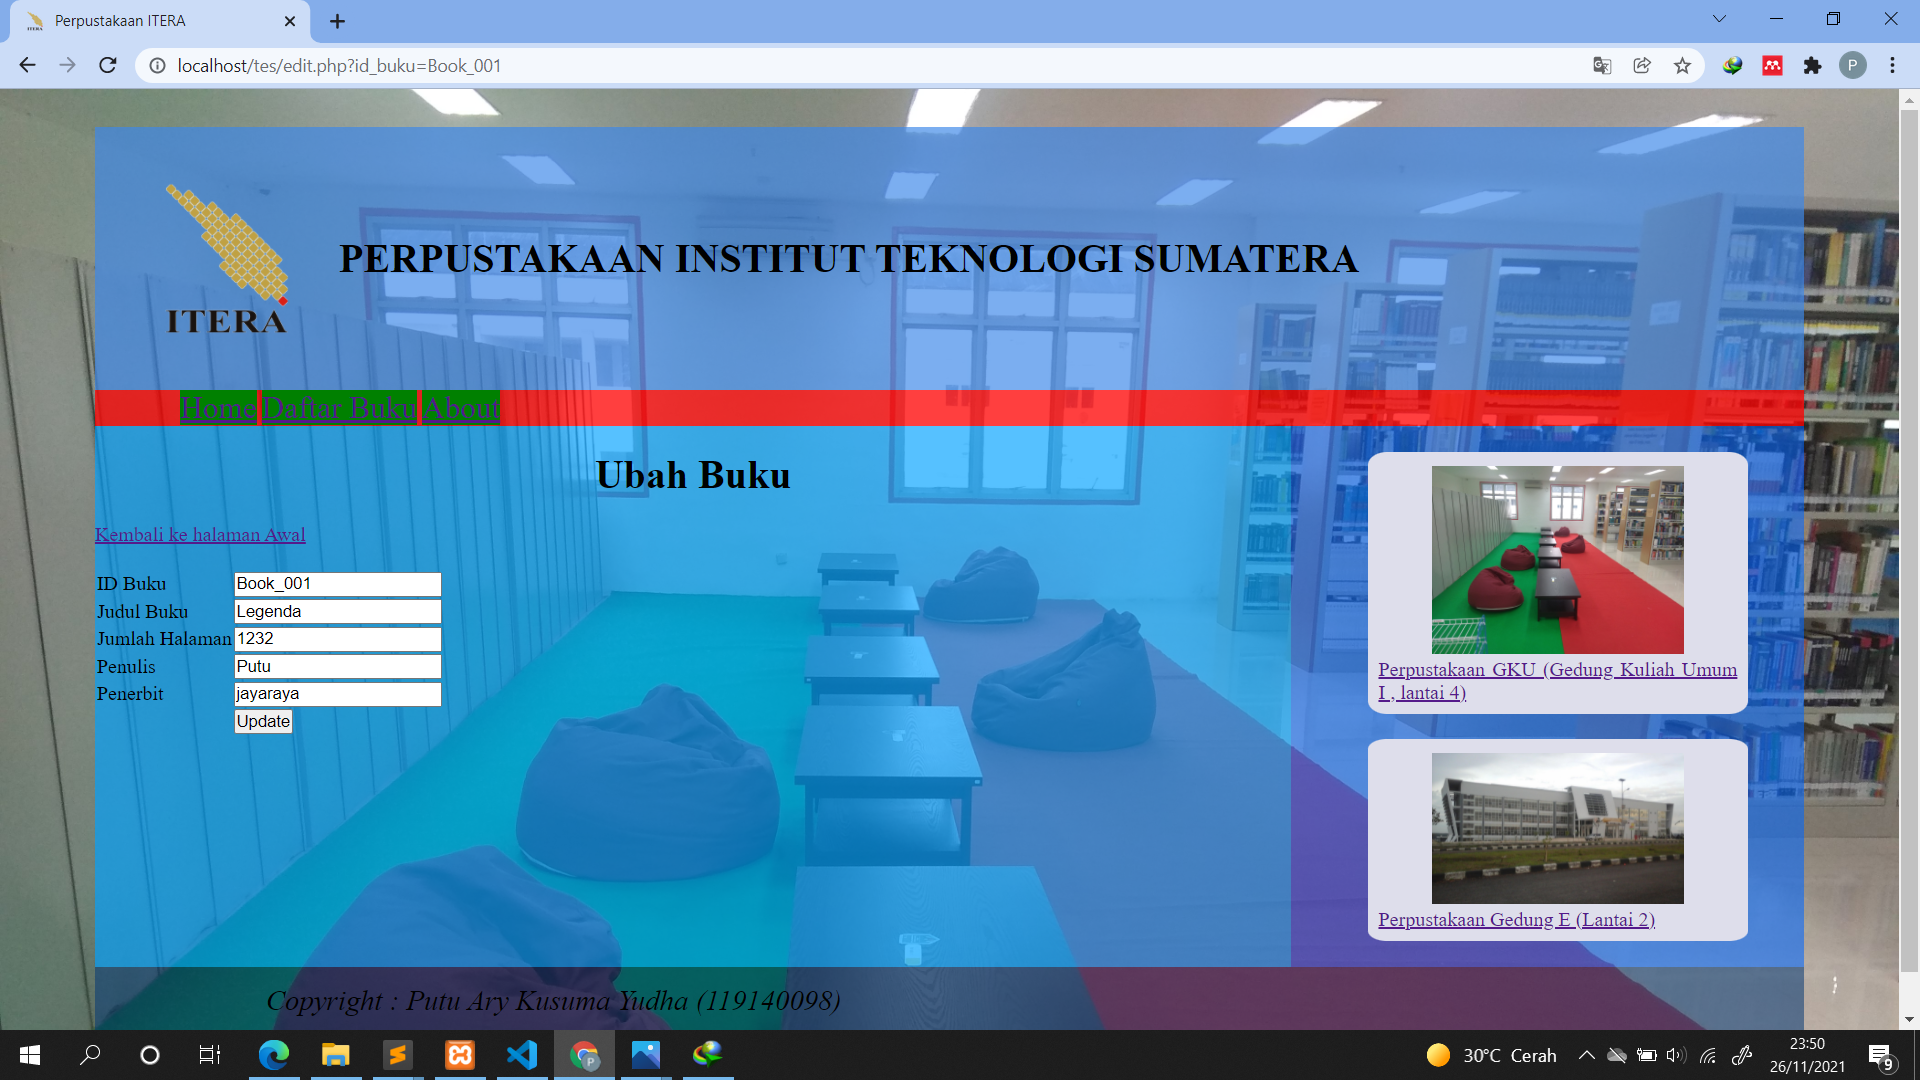 Perpustakaan ITERA
localhost/tes/edit.php?id_buku=Book_001
P
ITERA
PERPUSTAKAAN INSTITUT TEKNOLOGI SUMATERA
Home Daftar Buku About
Ubah Buku
Kembali ke halaman Awal
ID Buku Book_001
Judul Buku Legenda
Jumlah Halaman 1232
Penulis Putu
Penerbit jayaraya
Update
Perpustakaan GKU (Gedung Kuliah Umum
I , lantai 4)
Perpustakaan Gedung E (Lantai 2)
Copyright : Putu Ary Kusuma Yudha (119140098)
30°C Cerah
23:50
26/11/2021
9